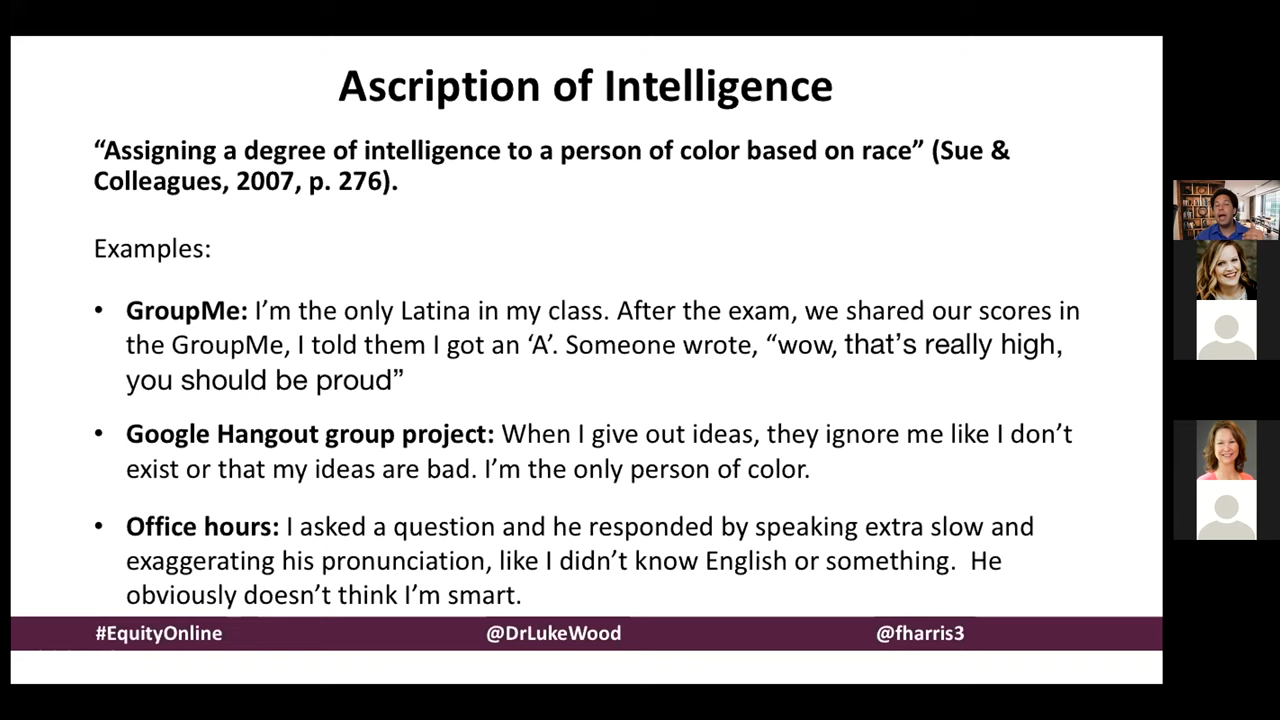 Ascription of Intelligence
“Assigning a degree of intelligence to a person of color based on race” (Sue &
Colleagues, 2007, p. 276).
Examples:
• GroupMe: I’m the only Latina in my class. After the exam, we shared our scores in
the GroupMe, I told them I got an ‘A’. Someone wrote, “wow, that’s really high,
you should be proud”
• Google Hangout group project: When I give out ideas, they ignore me like I don’t
exist or that my ideas are bad. I’m the only person of color.
• Office hours: I asked a question and he responded by speaking extra slow and
exaggerating his pronunciation, like I didn’t know English or something.  He
obviously doesn’t think I’m smart.
#EquityOnline @DrLukeWood @fharris3